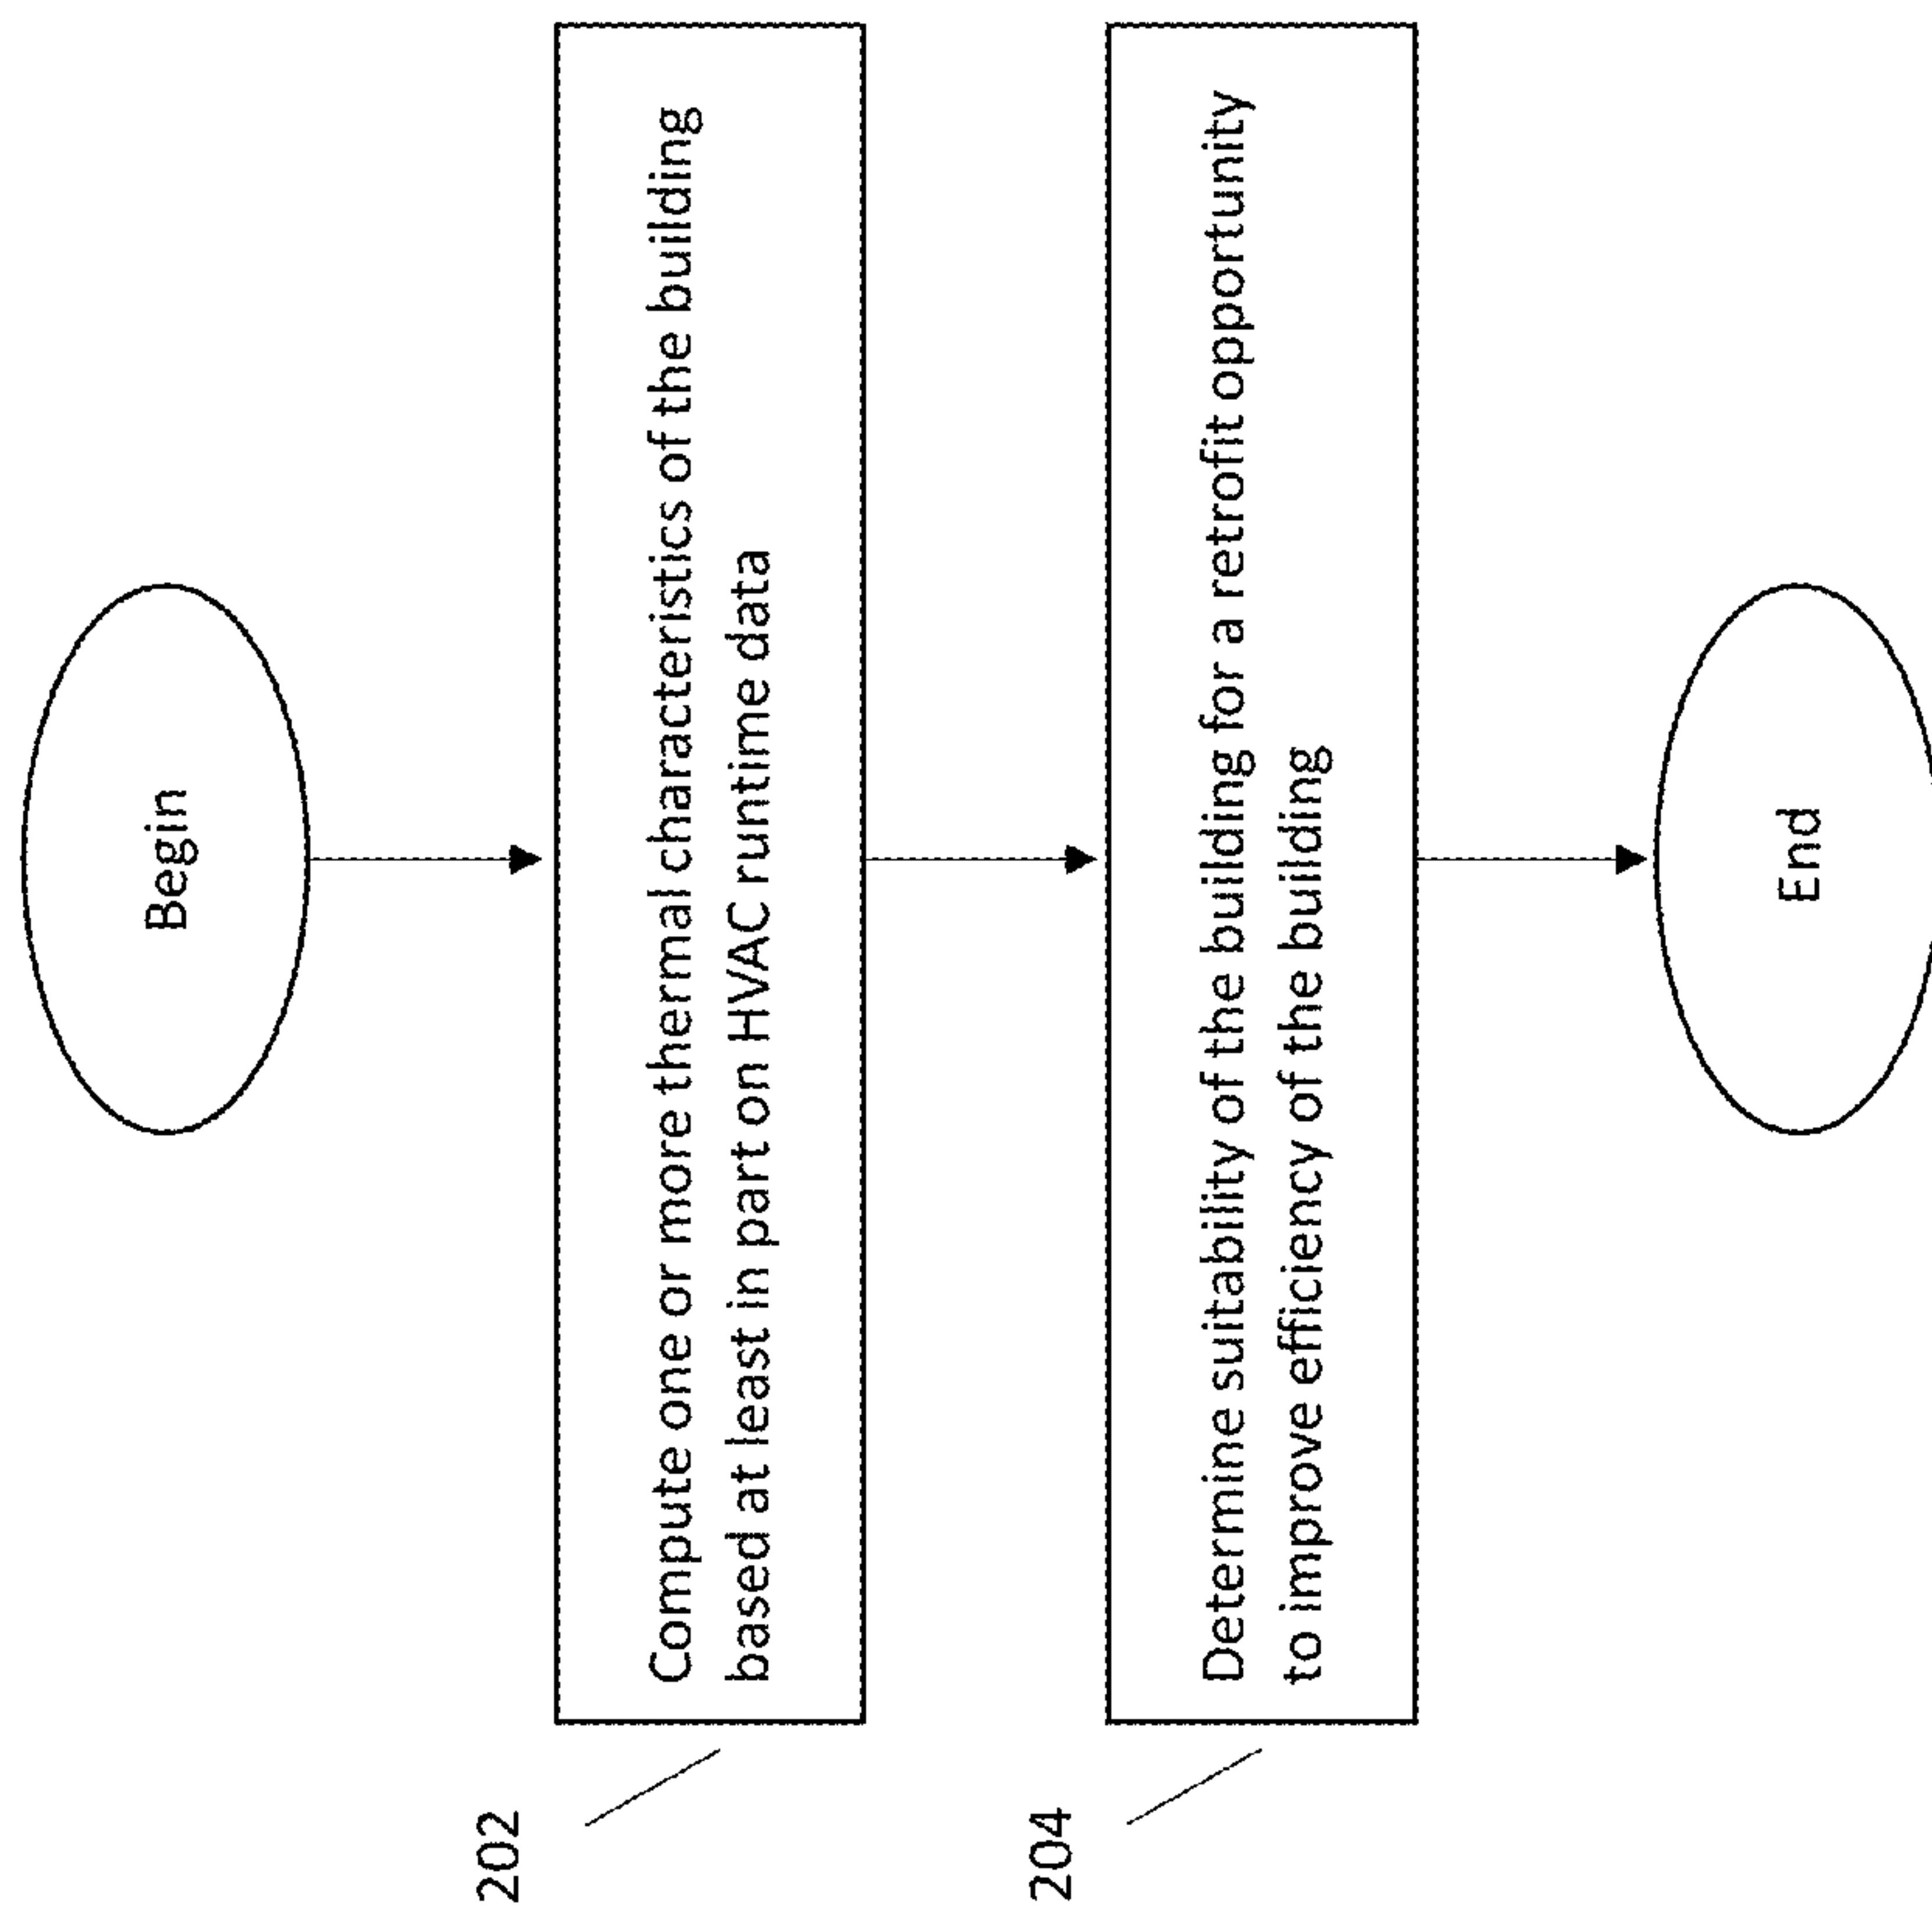 Begin
202
Compute one or more thermal characteristics of the building
based at least in part on HVAC runtime data
204
Determine suitability of the building for a retrofit opportunity
to improve efficiency of the building
End